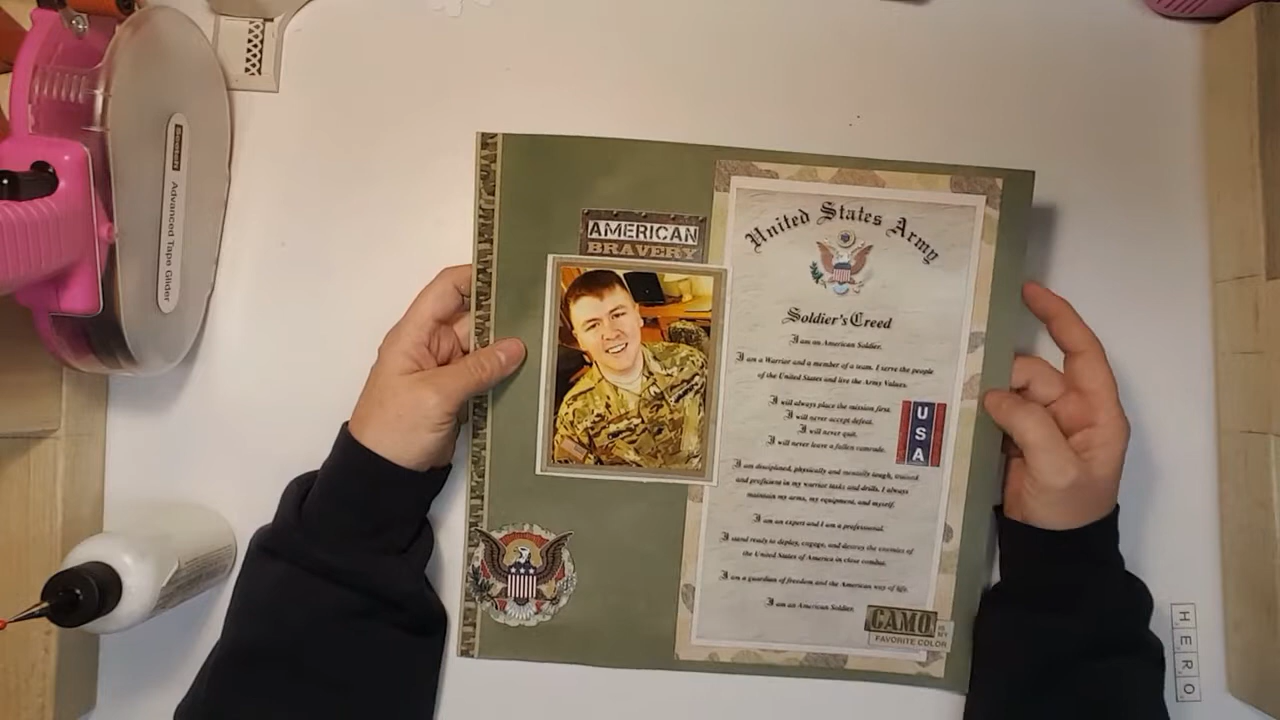 Scotch
Advanced Tape Glider
AMERICAN
BRAVERY
United States Army
Soldier's Creed
I am an American Soldier.
I am a Warrior and a member of a team. I serve the people
of the United States and live the Army Values.
I will always place the mission first.
I will never accept defeat.
I will never quit.
I will never leave a fallen comrade.
I am disciplined, physically and mentally tough, trained
and proficient in my warrior tasks and drills. I always
maintain my arms, my equipment, and myself.
I am an expert and I am a professional.
I stand ready to deploy, engage, and destroy the enemies of
the United States of America in close combat.
I am a guardian of freedom and the American way of life.
I am an American Soldier.
USA
CAMO IS MY
FAVORITE COLOR
HERO